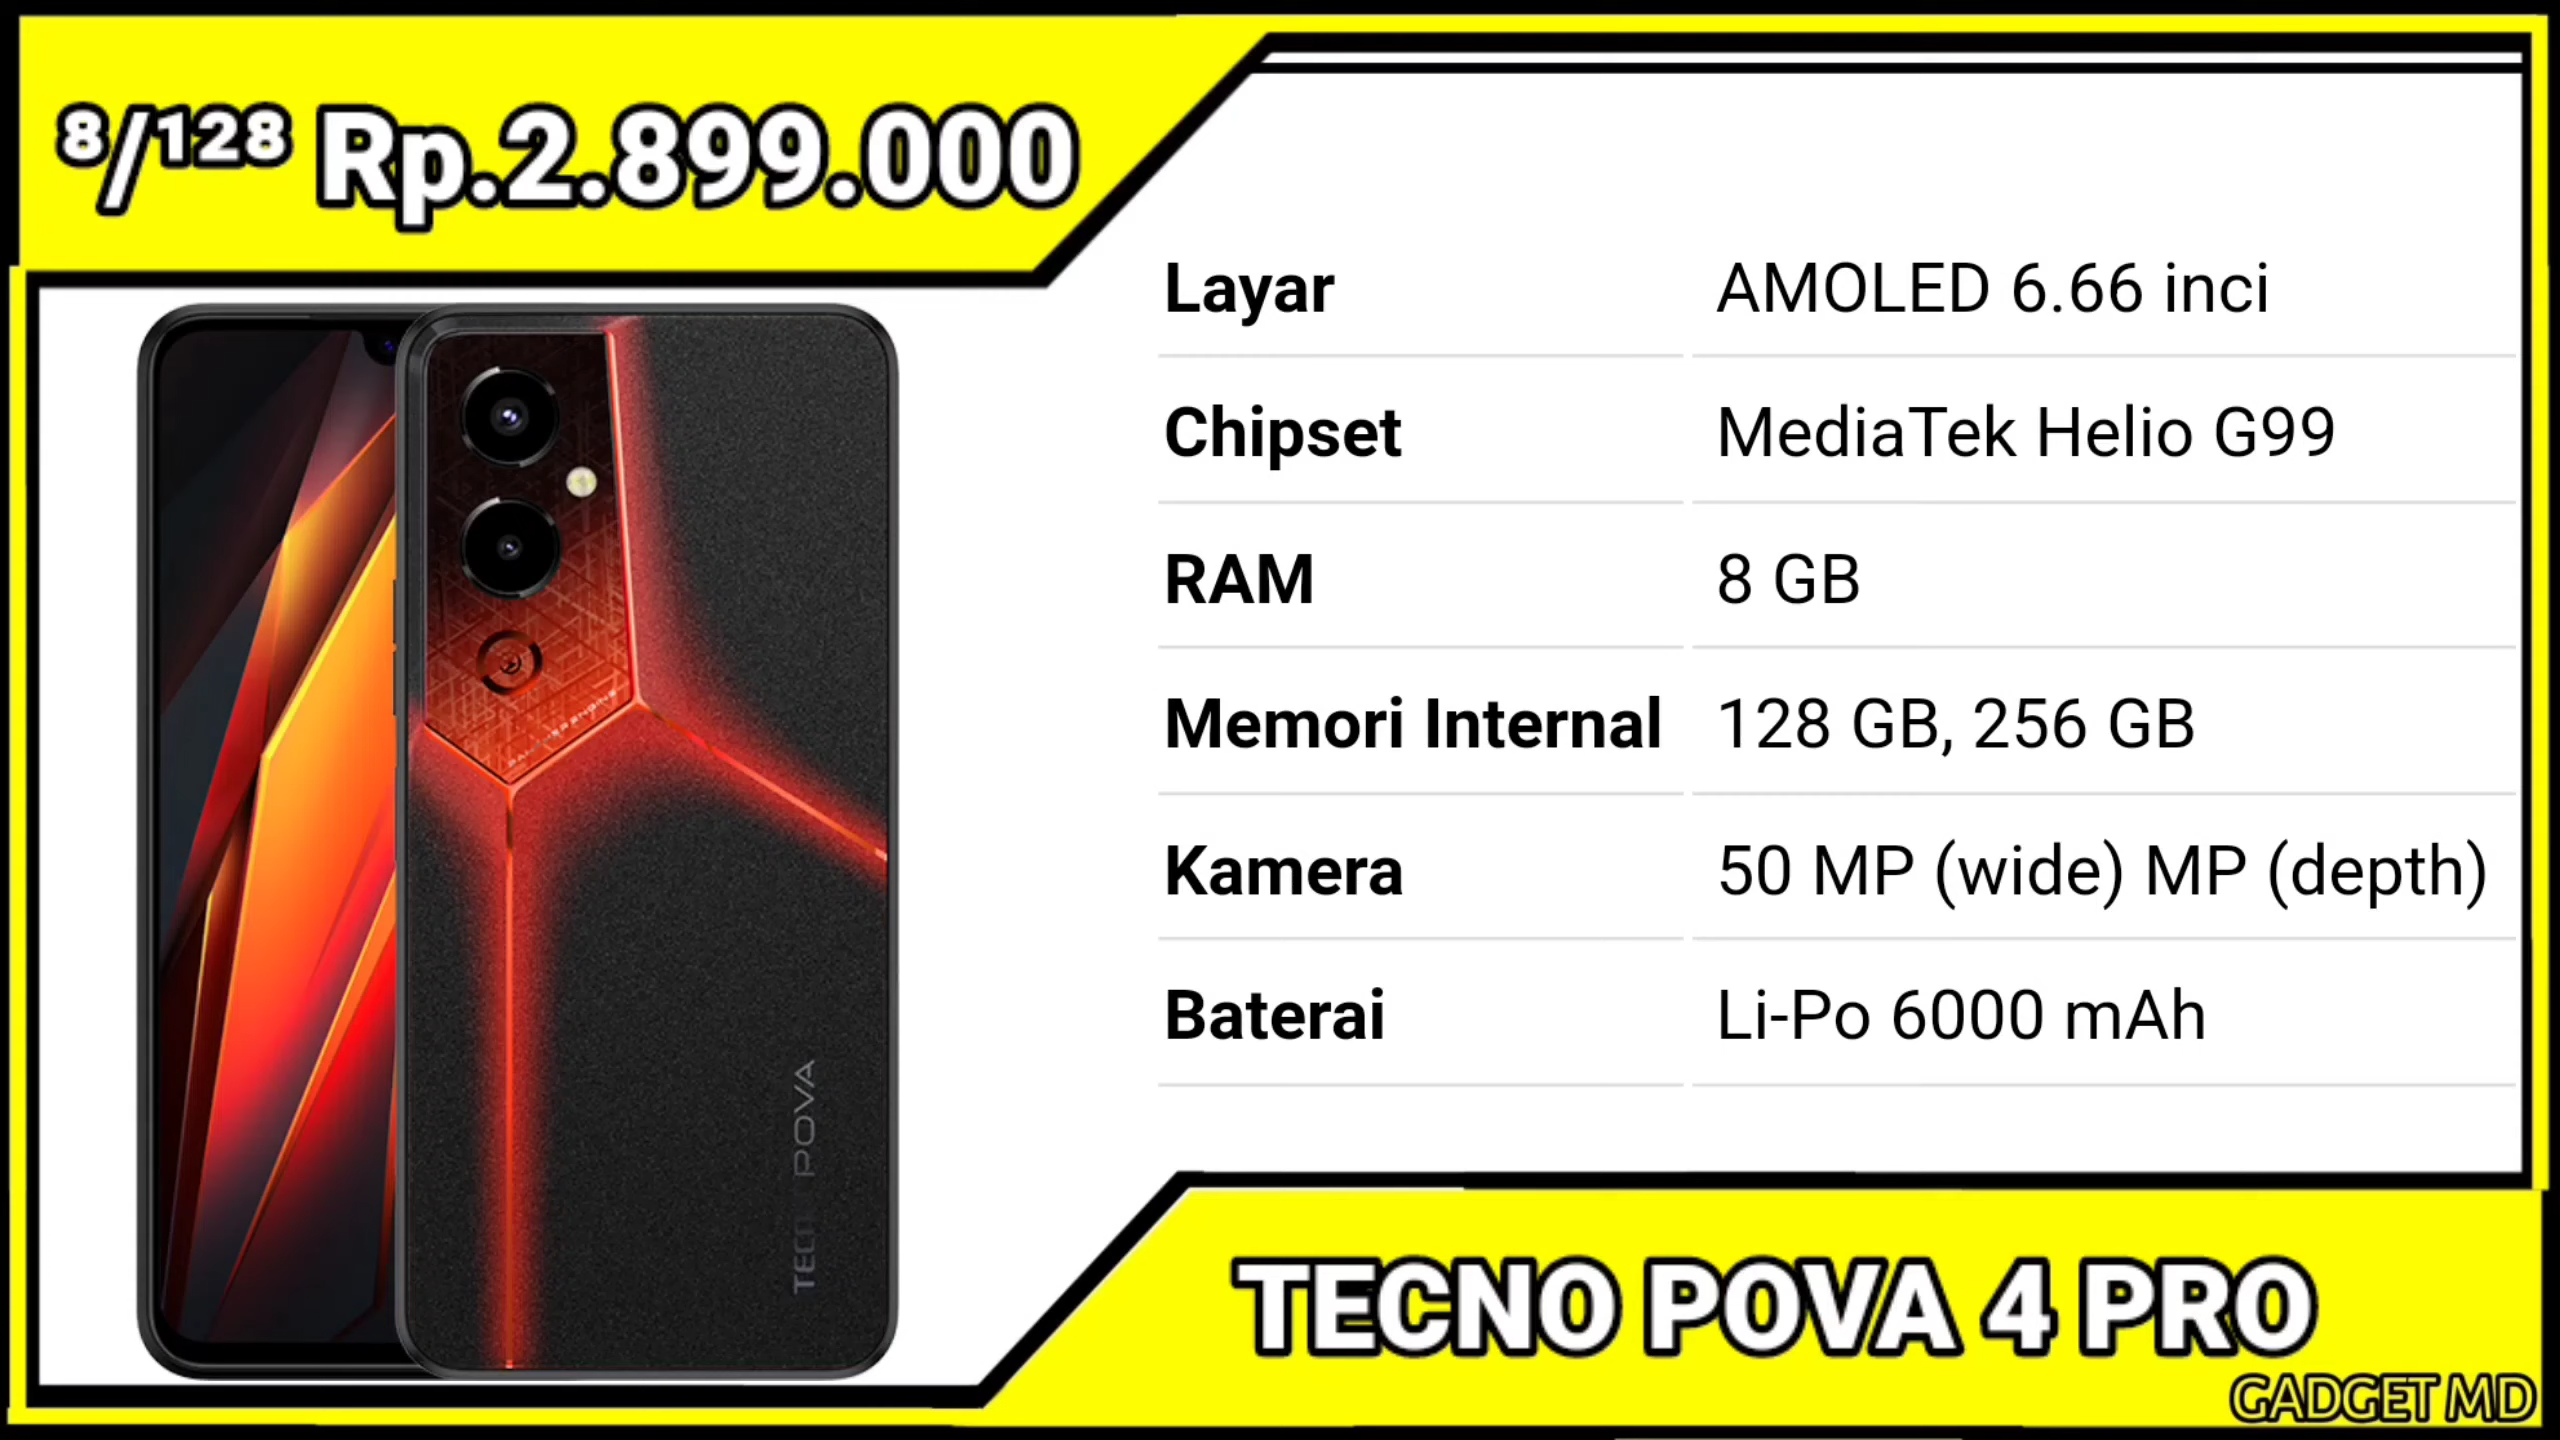 8/128 Rp.2.899.000
Layar AMOLED 6.66 inci
Chipset MediaTek Helio G99
RAM 8 GB
Memori Internal 128 GB, 256 GB
Kamera 50 MP (wide) MP (depth)
Baterai Li-Po 6000 mAh
POVA
TECNO POVA 4 PRO
GADGET MD